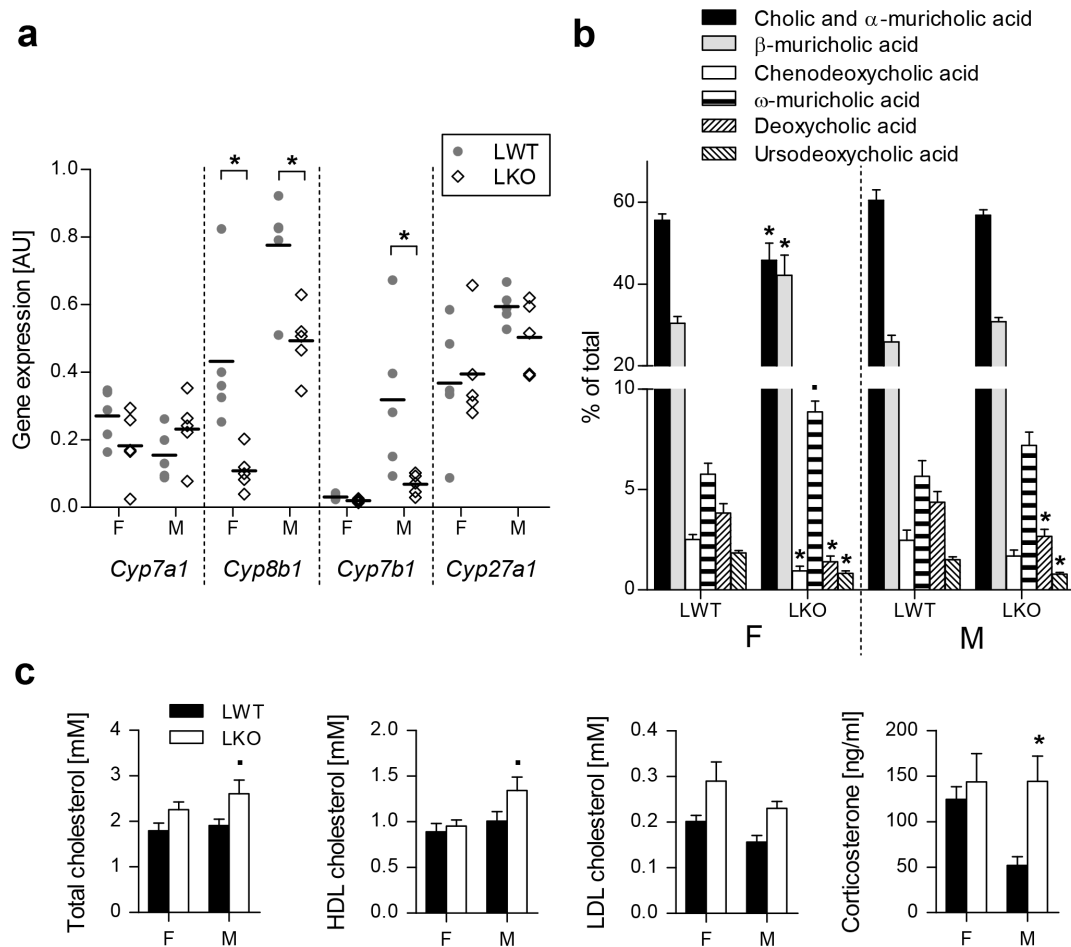 a
LWT
LKO
Gene expression [AU]
1.0
0.8
0.6
0.4
0.2
0.0
* * *
F M F M F M F M
Cyp7a1 Cyp8b1 Cyp7b1 Cyp27a1
b
Cholic and α-muricholic acid
β-muricholic acid
Chenodeoxycholic acid
ω-muricholic acid
Deoxycholic acid
Ursodeoxycholic acid
% of total
60
40
20
10
5
0
* * * * * * *
LWT LKO LWT LKO
F M
c
LWT
LKO
Total cholesterol [mM]
4
3
2
1
0
F M
HDL cholesterol [mM]
2.0
1.5
1.0
0.5
0.0
F M
LDL cholesterol [mM]
0.4
0.3
0.2
0.1
0.0
F M
Corticosterone [ng/ml]
200
150
100
50
0
*
F M